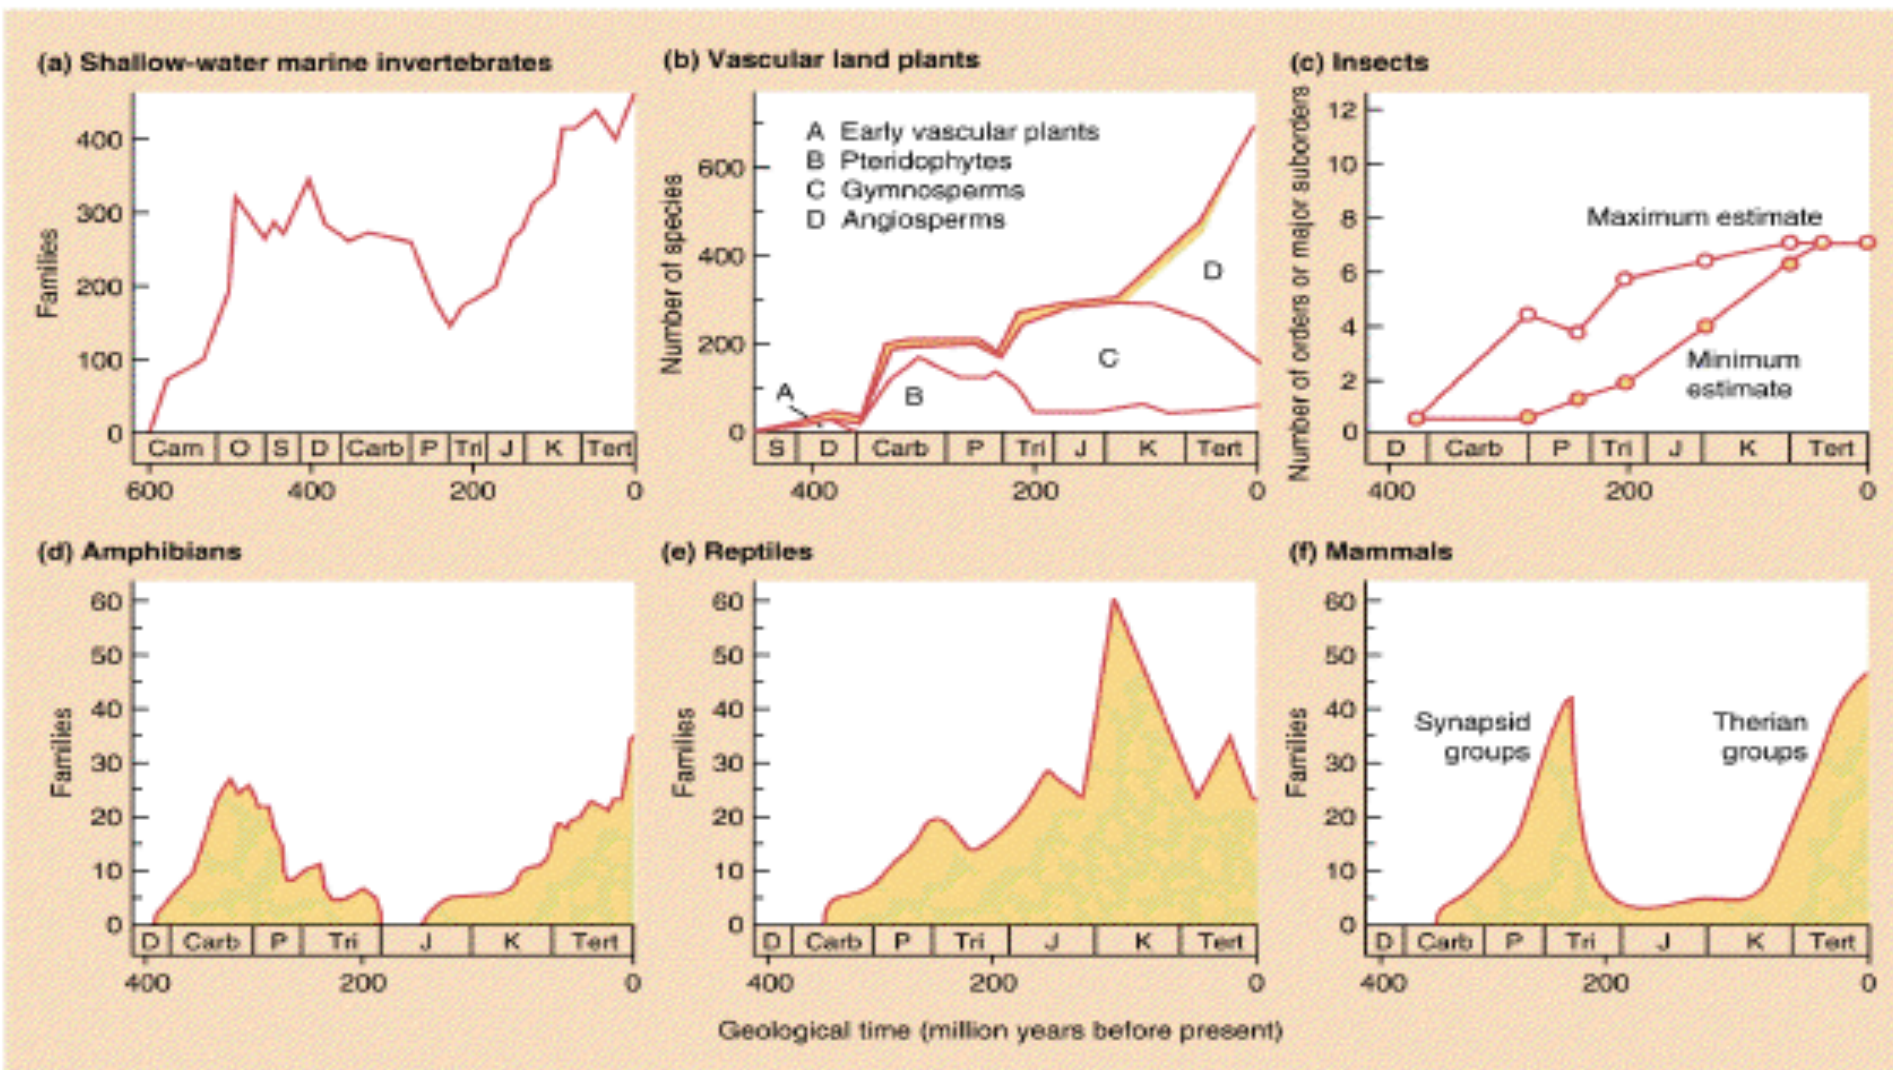 (a) Shallow-water marine invertebrates
Families
400
300
200
100
0
Cam O S D Carb P Tri J K Tert
600 400 200 0
(b) Vascular land plants
Number of species
A Early vascular plants
B Pteridophytes
C Gymnosperms
D Angiosperms
600
400
200
0
A
B
C
D
S D Carb P Tri J K Tert
400 200 0
(c) Insects
Number of orders or major suborders
12
10
8
6
4
2
0
Maximum estimate
Minimum
estimate
D Carb P Tri J K Tert
400 200 0
(d) Amphibians
Families
60
50
40
30
20
10
0
D Carb P Tri J K Tert
400 200 0
(e) Reptiles
Families
60
50
40
30
20
10
0
D Carb P Tri J K Tert
400 200 0
(f) Mammals
Families
60
50
40
30
20
10
0
Synapsid
groups
Therian
groups
D Carb P Tri J K Tert
400 200 0
Geological time (million years before present)